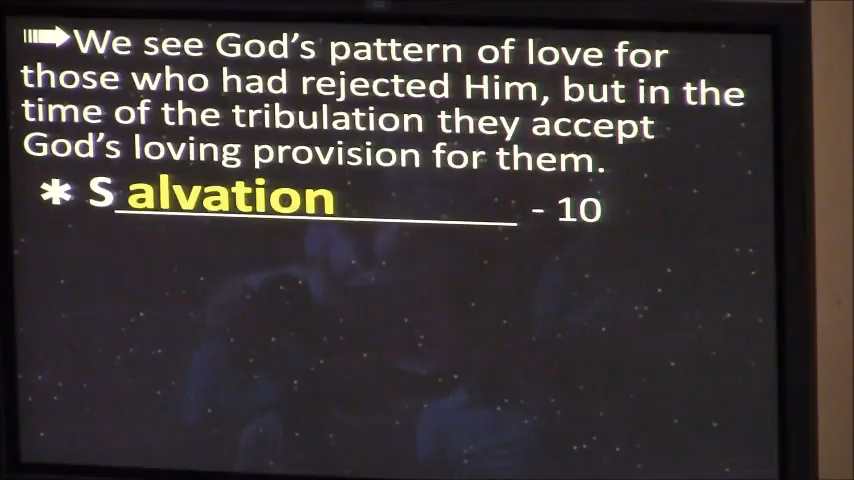 We see God's pattern of love for
those who had rejected Him, but in the
time of the tribulation they accept
God's loving provision for them.
* S alvation - 10